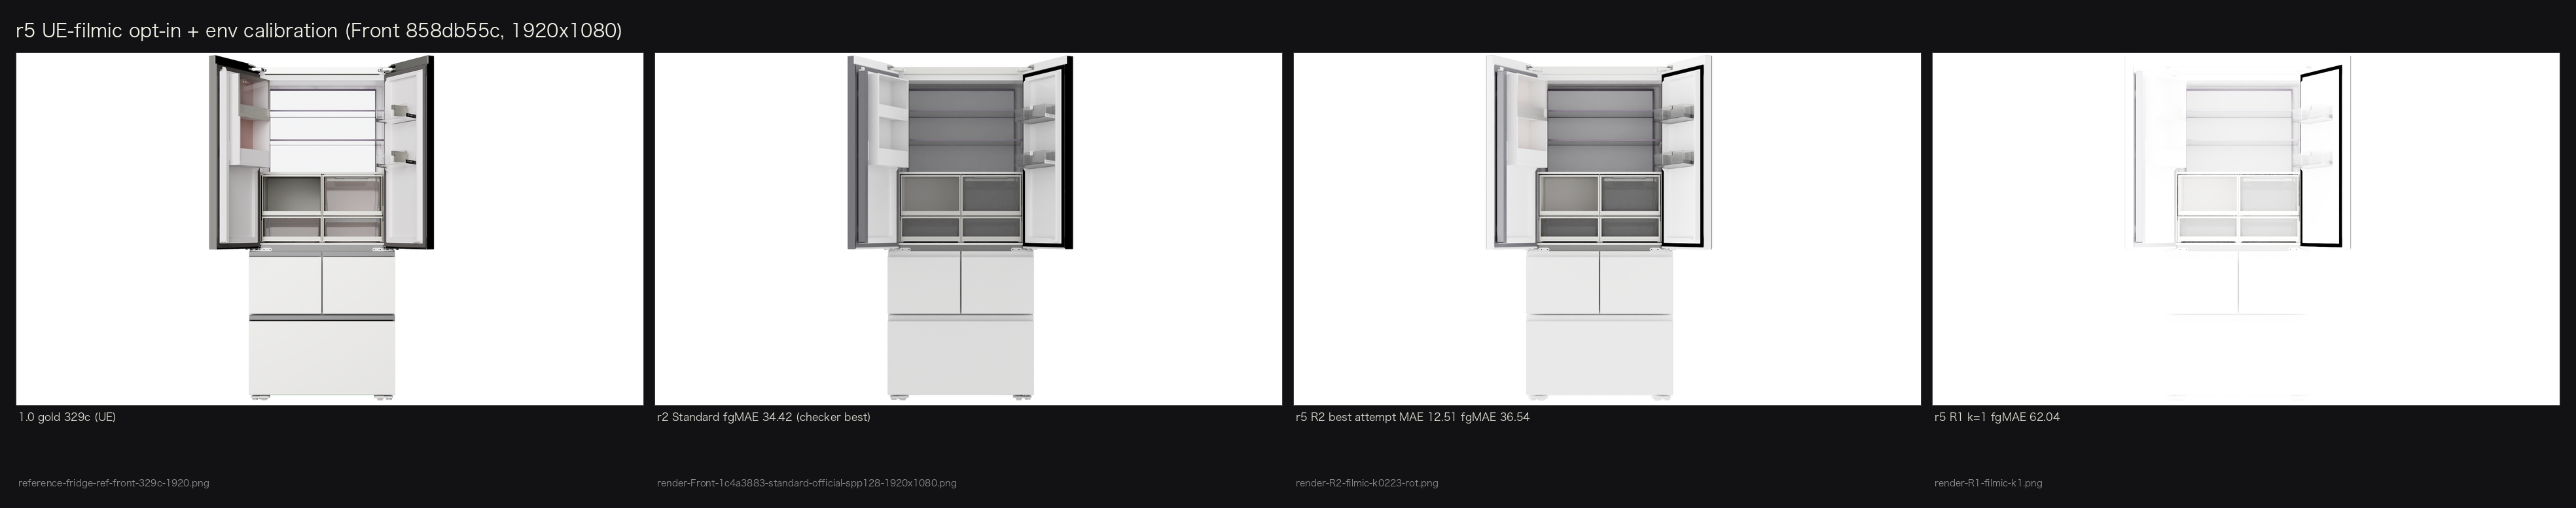 r5 UE-filmic opt-in + env calibration (Front 858db55c, 1920x1080)
1.0 gold 329c (UE)
r2 Standard fgMAE 34.42 (checker best)
r5 R2 best attempt MAE 12.51 fgMAE 36.54
r5 R1 k=1 fgMAE 62.04
reference-fridge-ref-front-329c-1920.png
render-Front-1c4a3883-standard-official-spp128-1920x1080.png
render-R2-filmic-k0223-rot.png
render-R1-filmic-k1.png